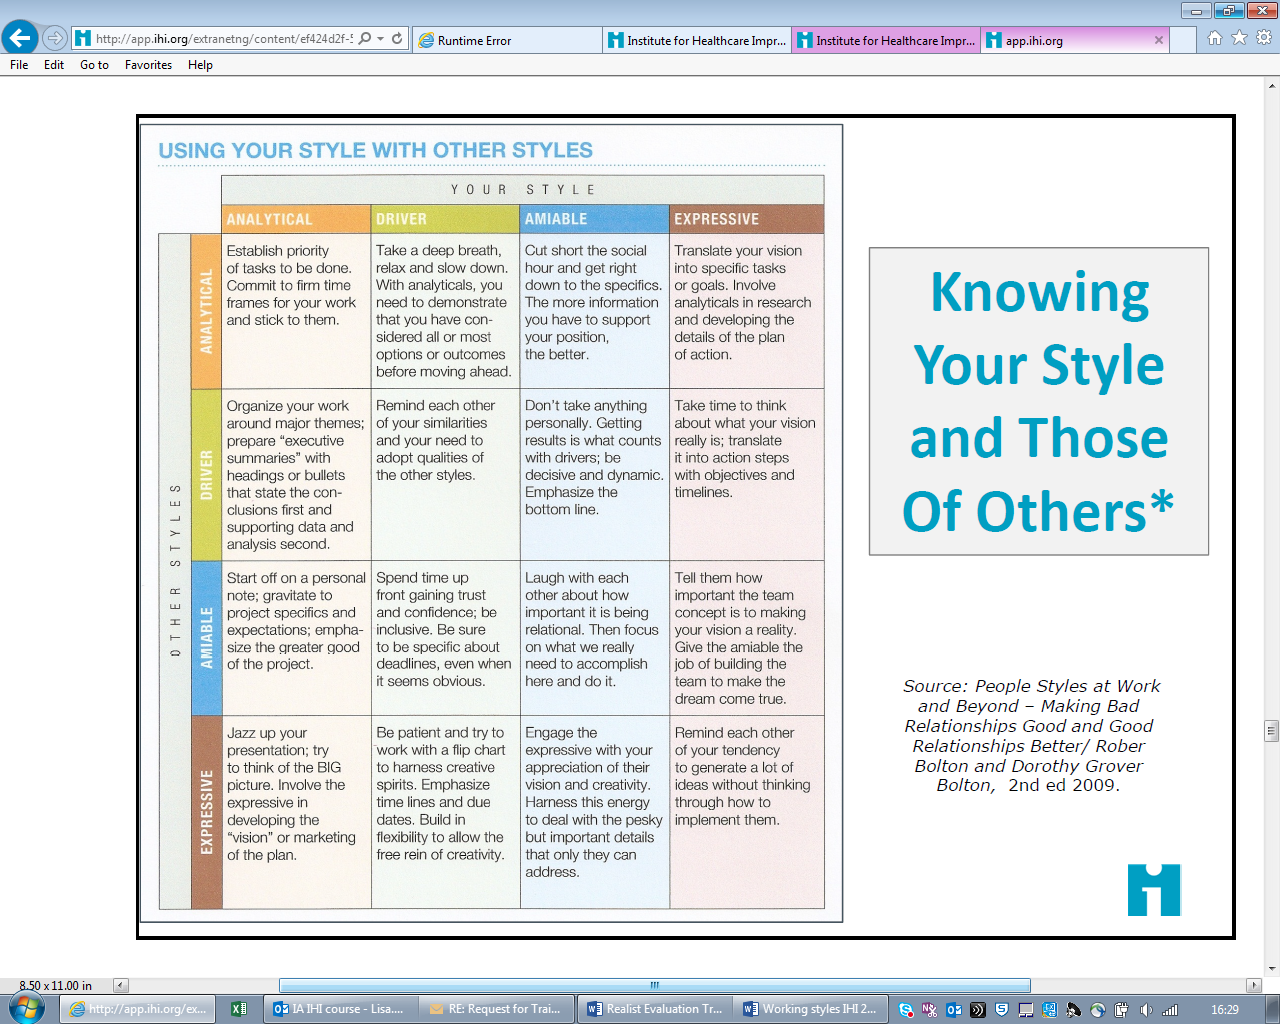 http://app.ihi.org/extranetng/content/ef424d2f-5
Runtime Error
Institute for Healthcare Impr...
Institute for Healthcare Impr...
app.ihi.org
File Edit Go to Favorites Help
USING YOUR STYLE WITH OTHER STYLES
YOUR STYLE
ANALYTICAL
DRIVER
AMIABLE
EXPRESSIVE
OTHER STYLES
ANALYTICAL
Establish priority
of tasks to be done.
Commit to firm time
frames for your work
and stick to them.
Take a deep breath,
relax and slow down.
With analyticals, you
need to demonstrate
that you have con-
sidered all or most
options or outcomes
before moving ahead.
Cut short the social
hour and get right
down to the specifics.
The more information
you have to support
your position,
the better.
Translate your vision
into specific tasks
or goals. Involve
analyticals in research
and developing the
details of the plan
of action.
DRIVER
Organize your work
around major themes;
prepare “executive
summaries” with
headings or bullets
that state the con-
clusions first and
supporting data and
analysis second.
Remind each other
of your similarities
and your need to
adopt qualities of
the other styles.
Don’t take anything
personally. Getting
results is what counts
with drivers; be
decisive and dynamic.
Emphasize the
bottom line.
Take time to think
about what your vision
really is; translate
it into action steps
with objectives and
timelines.
AMIABLE
Start off on a personal
note; gravitate to
project specifics and
expectations; empha-
size the greater good
of the project.
Spend time up
front gaining trust
and confidence; be
inclusive. Be sure
to be specific about
deadlines, even when
it seems obvious.
Laugh with each
other about how
important it is being
relational. Then focus
on what we really
need to accomplish
here and do it.
Tell them how
important the team
concept is to making
your vision a reality.
Give the amiable the
job of building the
team to make the
dream come true.
EXPRESSIVE
Jazz up your
presentation; try
to think of the BIG
picture. Involve the
expressive in
developing the
“vision” or marketing
of the plan.
Be patient and try to
work with a flip chart
to harness creative
spirits. Emphasize
time lines and due
dates. Build in
flexibility to allow the
free rein of creativity.
Engage the
expressive with your
appreciation of their
vision and creativity.
Harness this energy
to deal with the pesky
but important details
that only they can
address.
Remind each other
of your tendency
to generate a lot of
ideas without thinking
through how to
implement them.
Knowing
Your Style
and Those
Of Others*
Source: People Styles at Work
and Beyond – Making Bad
Relationships Good and Good
Relationships Better/ Rober
Bolton and Dorothy Grover
Bolton, 2nd ed 2009.
8.50 x 11.00 in
http://app.ihi.org/ex...
IA IHI course - Lisa....
RE: Request for Trai...
Realist Evaluation Tr...
Working styles IHI 2...
16:29